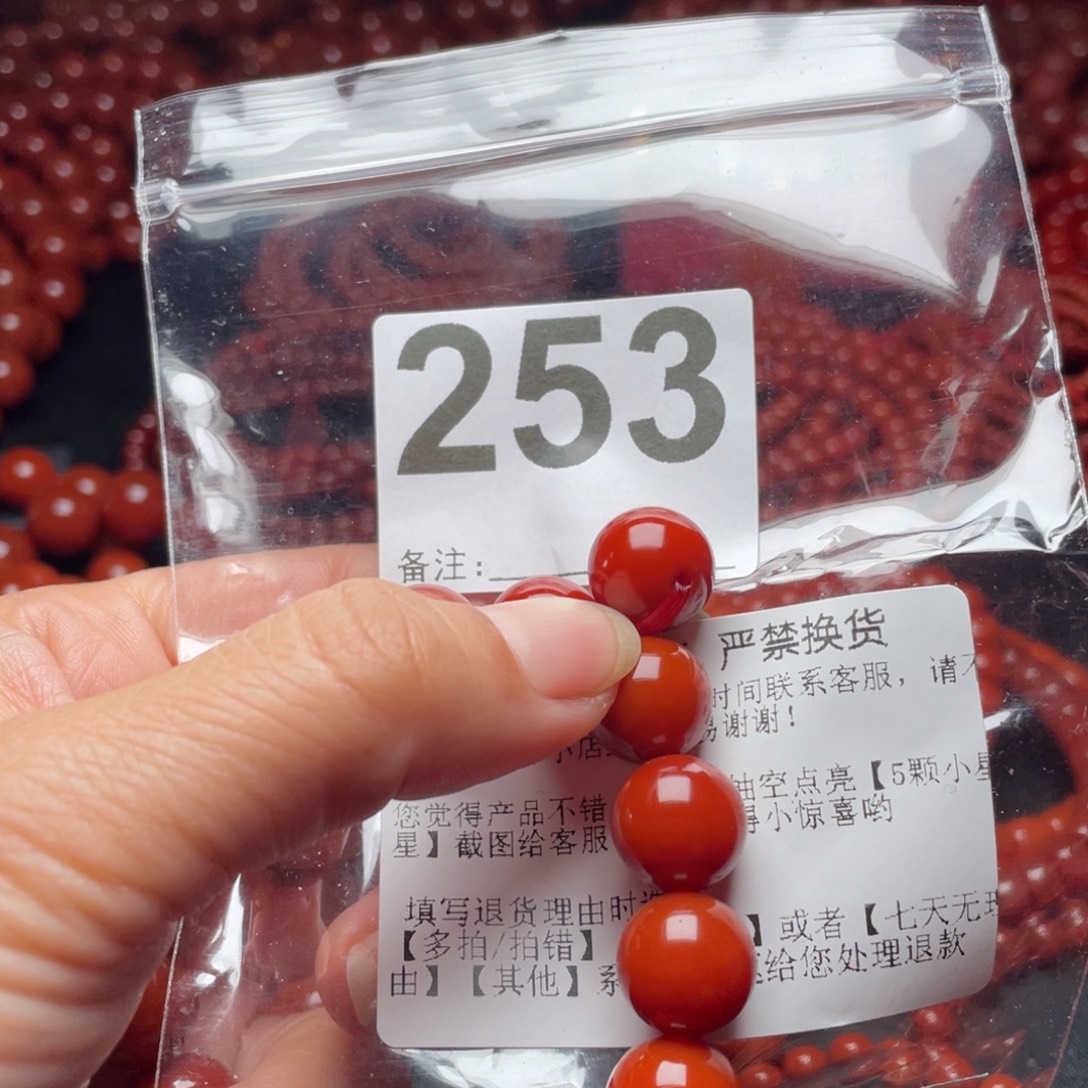 253
备注:
严禁换货
时间联系客服，请不
易谢谢！
小店
抽空点亮【5颗小星
您觉得产品不错
得小惊喜哟
星】截图给客服
填写退货理由时选
】或者【七天无理
【多拍/拍错】
给您处理退款
由】【其他】系